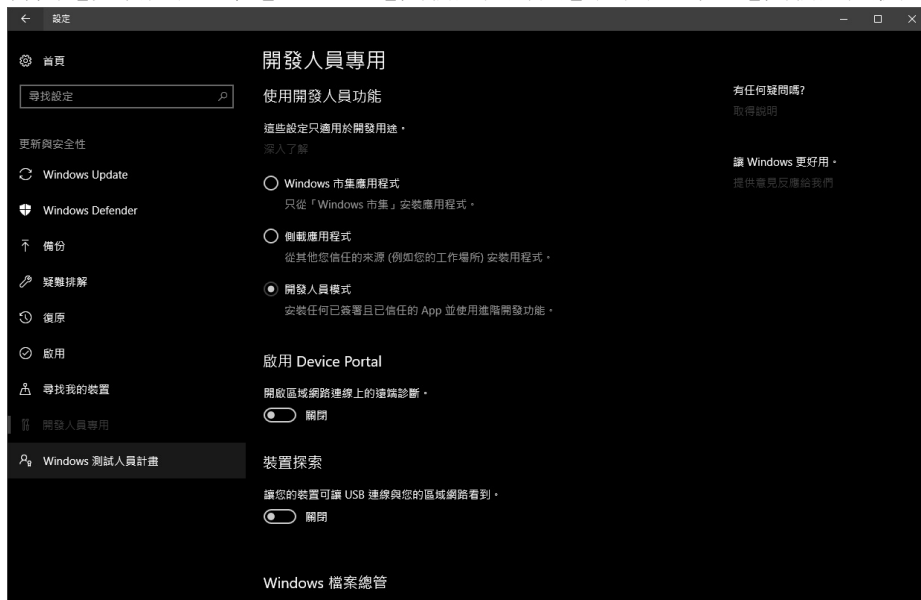 設定
首頁
尋找設定
更新與安全性
Windows Update
Windows Defender
備份
疑難排解
復原
啟用
尋找我的裝置
開發人員專用
Windows 測試人員計畫
開發人員專用
使用開發人員功能
這些設定只適用於開發用途。
深入了解
Windows 市集應用程式
只從「Windows 市集」安裝應用程式。
側載應用程式
從其他您信任的來源 (例如您的工作場所) 安裝用程式。
開發人員模式
安裝任何已簽署且已信任的 App 並使用進階開發功能。
啟用 Device Portal
開啟區域網路連線上的遠端診斷。
關閉
裝置探索
讓您的裝置可讓 USB 連線與您的區域網路看到。
關閉
Windows 檔案總管
有任何疑問嗎?
取得說明
讓 Windows 更好用。
提供意見反應給我們